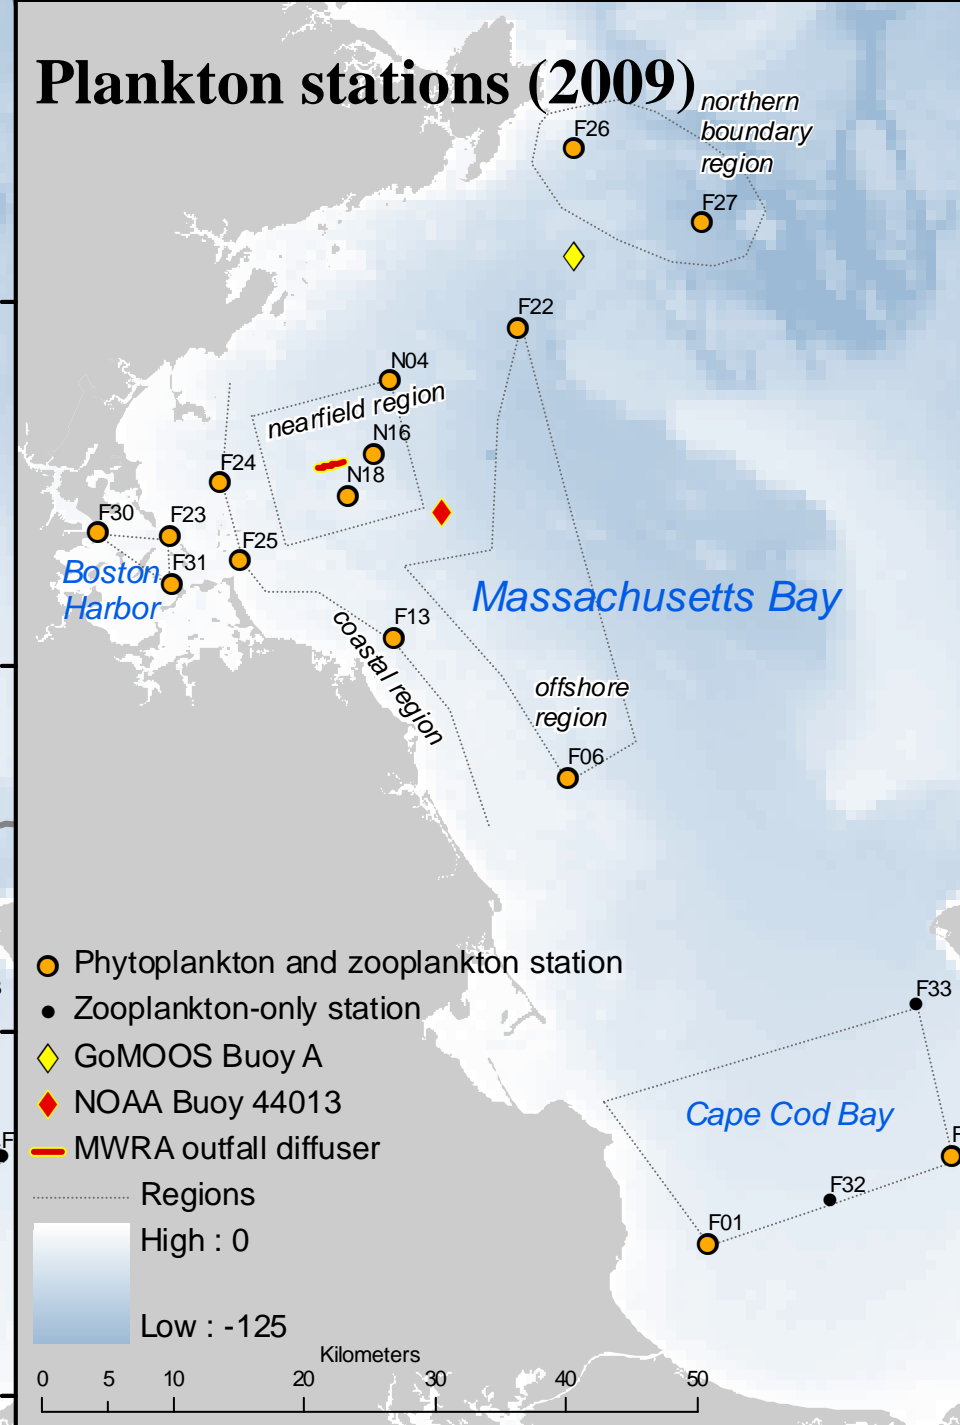 Plankton stations (2009)
northern
boundary
region
F26
F27
F22
N04
nearfield region
N16
N18
F24
F30
F23
F25
F31
Boston
Harbor
Massachusetts Bay
F13
coastal region
offshore
region
F06
Phytoplankton and zooplankton station
Zooplankton-only station
F33
GoMOOS Buoy A
NOAA Buoy 44013
Cape Cod Bay
F
MWRA outfall diffuser
F
F32
Regions
F01
High : 0
Low : -125
Kilometers
0 5 10 20 30 40 50